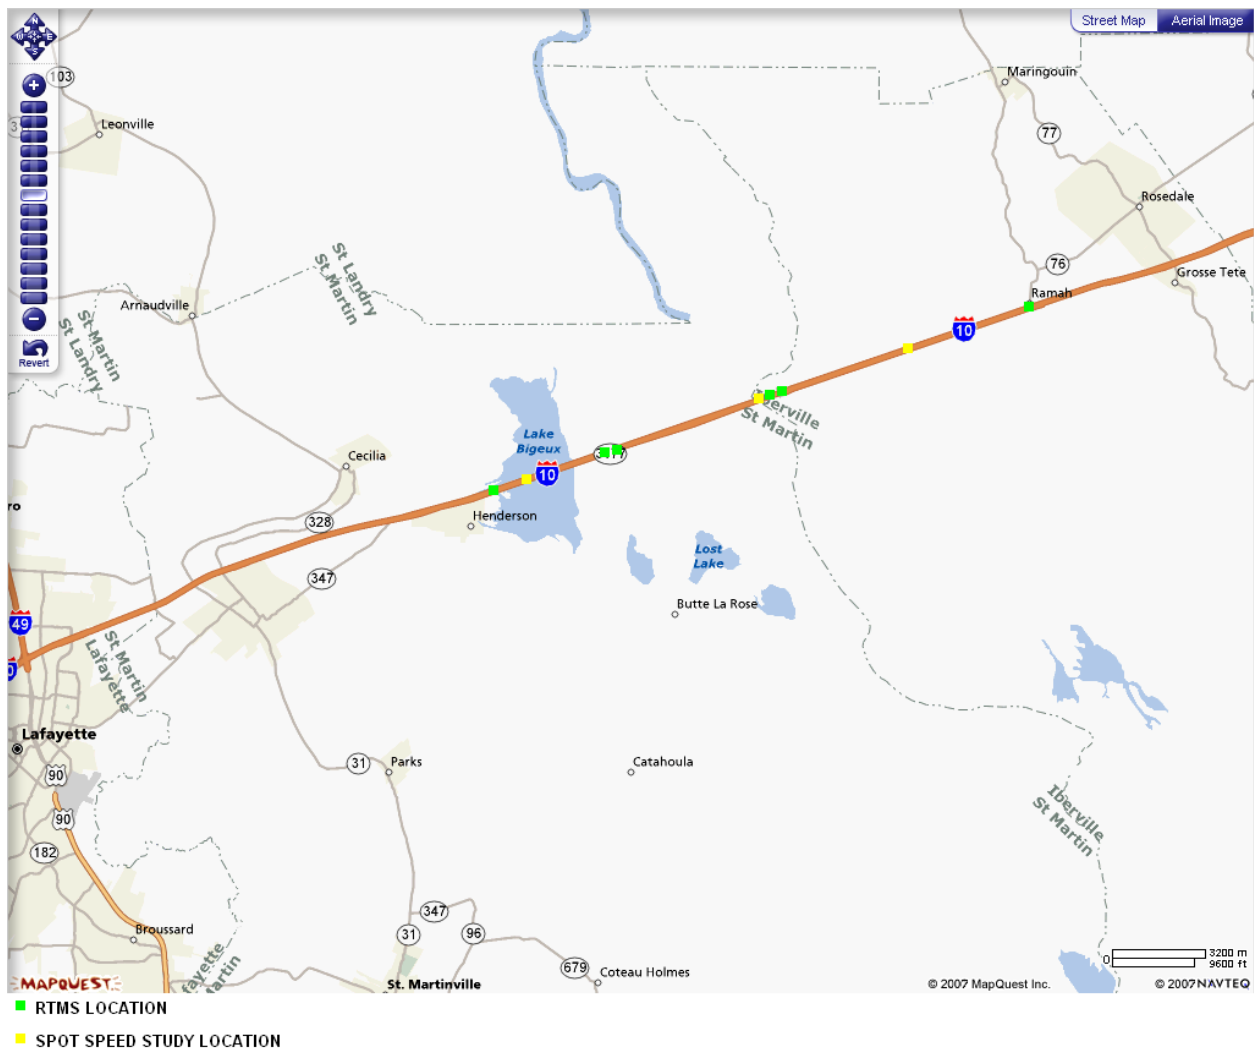 N
W E
S
Street Map
Aerial Image
103
Maringouin
Leonville
77
Rosedale
St Landry
St Martin
76
Grosse Tete
Ramah
Arnaudville
St Martin
St Landry
10
Revert
Iberville
St Martin
Lake
Bigeux
Cecilia
10
Henderson
328
347
Lost
Lake
Butte La Rose
49
St Martin
Lafayette
Lafayette
31
Parks
Catahoula
90
90
Iberville
St Martin
182
347
31
96
Broussard
679
Coteau Holmes
St. Martinville
MAPQUEST
0
3200 m
9600 ft
© 2007 MapQuest Inc.
© 2007 NAVTEQ
RTMS LOCATION
SPOT SPEED STUDY LOCATION